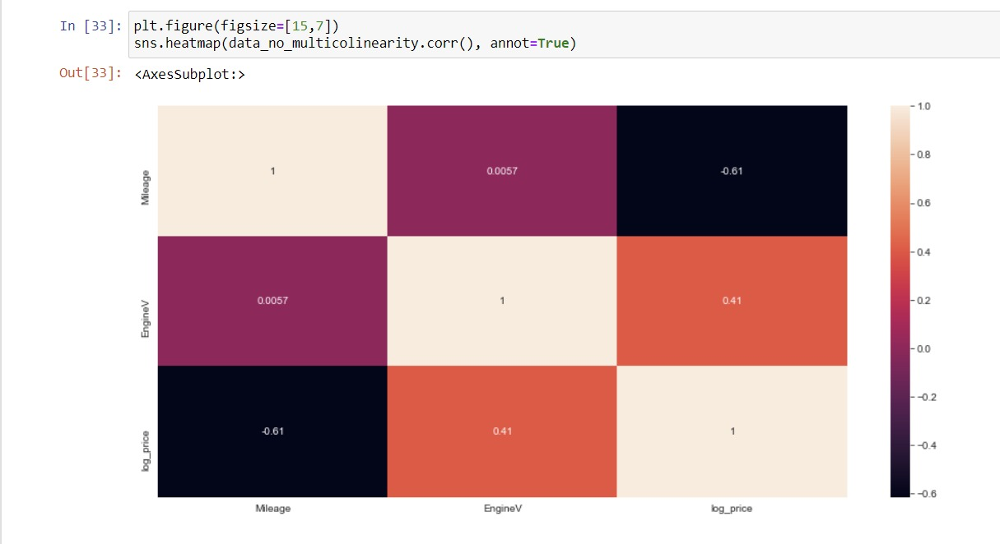 In [33]: plt.figure(figsize=[15,7])
sns.heatmap(data_no_multicolinearity.corr(), annot=True)
Out[33]: <AxesSubplot:>
1.0
Mileage 1 0.0057 -0.61
0.8
0.6
0.4
EngineV 0.0057 1 0.41
0.2
0.0
-0.2
log_price -0.61 0.41 1
-0.4
-0.6
Mileage EngineV log_price